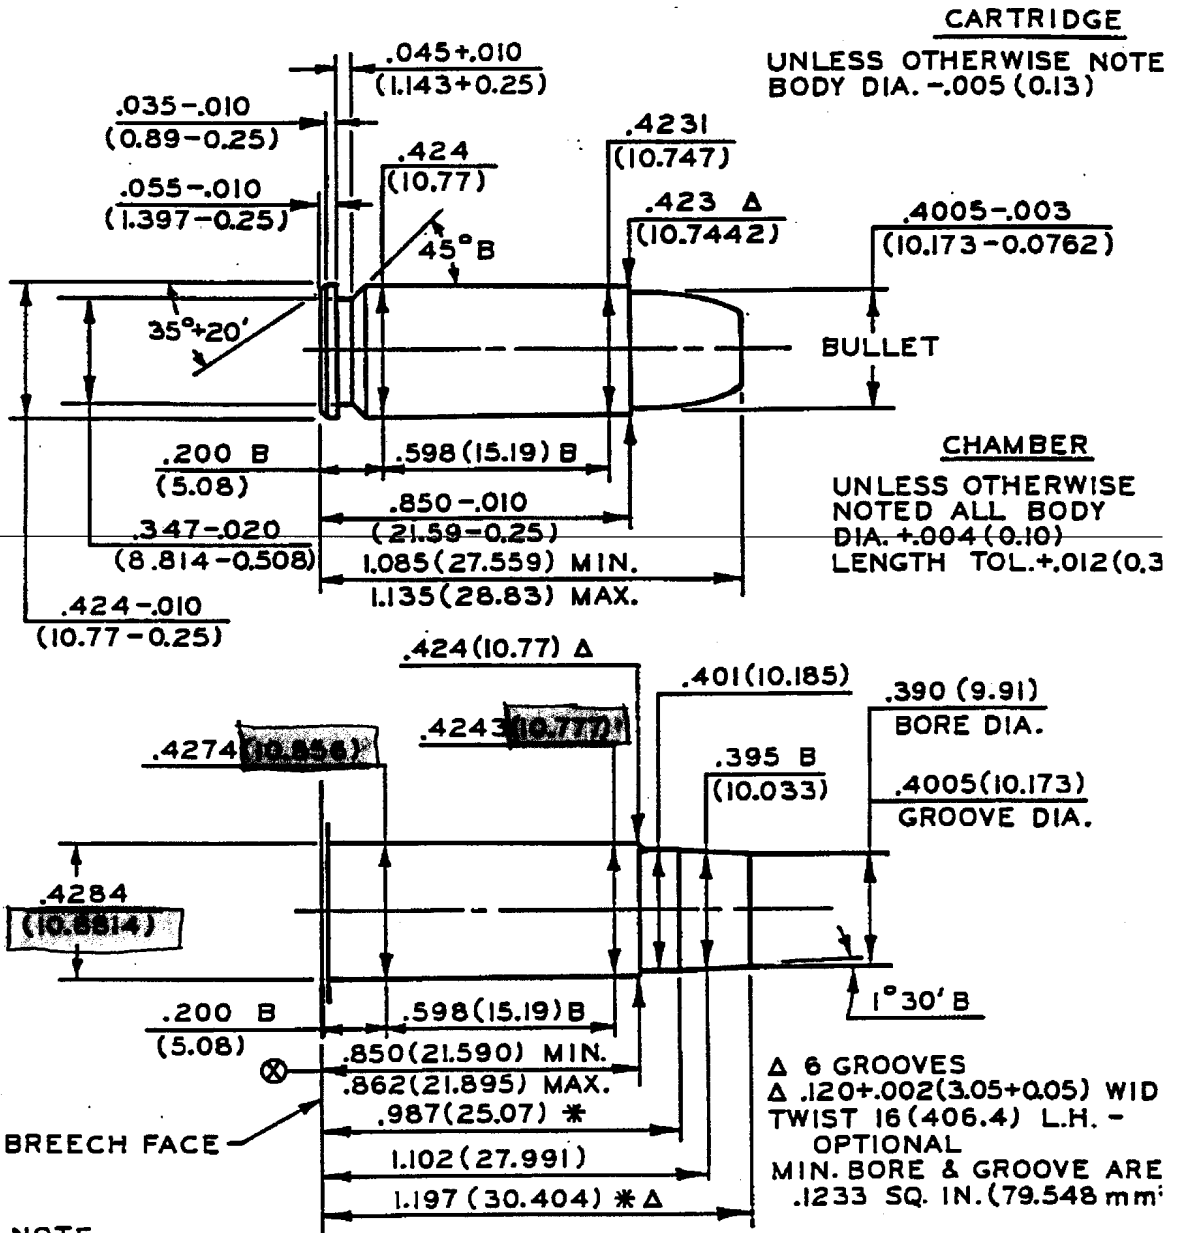 CARTRIDGE
UNLESS OTHERWISE NOTE
BODY DIA. -.005 (0.13)
.045+.010
(1.143+0.25)
.035-.010
(0.89-0.25)
.055-.010
(1.397-0.25)
.424
(10.77)
45° B
35°+20'
.4231
(10.747)
.423 Δ
(10.7442)
.4005-.003
(10.173-0.0762)
BULLET
.200 B
(5.08)
.598(15.19) B
.850-.010
(21.59-0.25)
.347-.020
(8.814-0.508)
1.085(27.559) MIN.
1.135(28.83) MAX.
.424-.010
(10.77-0.25)
CHAMBER
UNLESS OTHERWISE
NOTED ALL BODY
DIA. +.004 (0.10)
LENGTH TOL.+.012(0.3
.424(10.77) Δ
.401(10.185)
.390 (9.91)
BORE DIA.
.4243(10.777)
.4274(10.856)
.395 B
(10.033)
.4005(10.173)
GROOVE DIA.
.4284
(10.8814)
1°30' B
.200 B
(5.08)
.598(15.19)B
ⓧ
.850(21.590) MIN.
.862(21.895) MAX.
.987(25.07) *
BREECH FACE
1.102(27.991)
1.197 (30.404) * Δ
Δ 6 GROOVES
Δ .120+.002(3.05+0.05) WID
TWIST 16(406.4) L.H. -
OPTIONAL
MIN. BORE & GROOVE ARE
.1233 SQ. IN.(79.548 mm²
NOTE